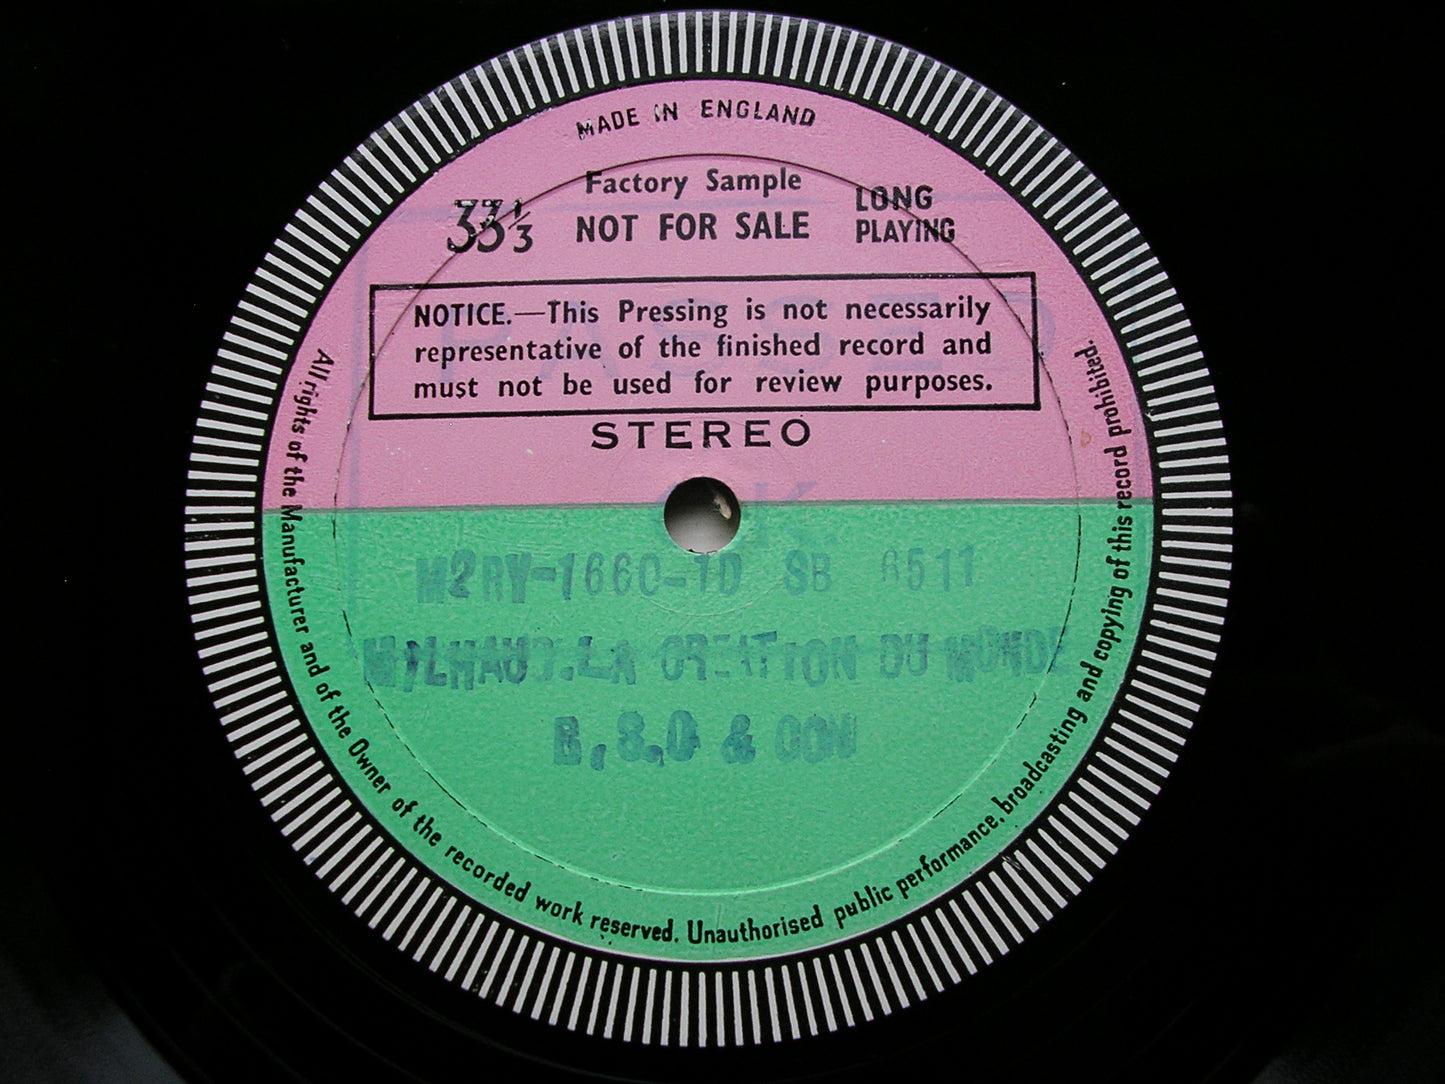 MADE IN ENGLAND
Factory Sample
33⅓ NOT FOR SALE LONG PLAYING
NOTICE.—This Pressing is not necessarily
representative of the finished record and
must not be used for review purposes.
STEREO
M2RY-1660-1D SB 6511
MILHAUD:LA CREATION DU MONDE
B.S.O & CON
All rights of the Manufacturer and of the Owner of the recorded work reserved. Unauthorised public performance, broadcasting and copying of this record prohibited.
PASSED